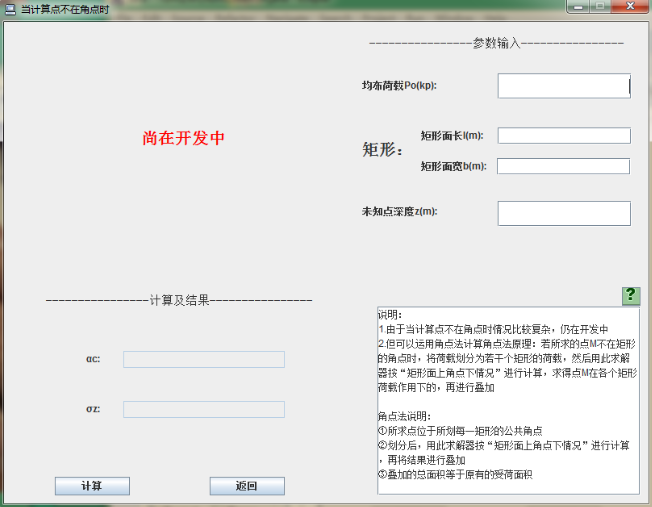 当计算点不在角点时
----------------参数输入----------------
均布荷载Po(kp):
尚在开发中
矩形面长l(m):
矩形:
矩形面宽b(m):
未知点深度z(m):
----------------计算及结果----------------
?
说明:
1.由于当计算点不在角点时情况比较复杂，仍在开发中
2.但可以运用角点法计算角点法原理：若所求的点M不在矩形
的角点时，将荷载划分为若干个矩形的荷载，然后用此求解
器按“矩形面上角点下情况”进行计算，求得点M在各个矩形
荷载作用下的，再进行叠加
αc:
σz:
角点法说明:
①所求点位于所划每一矩形的公共角点
②划分后，用此求解器按“矩形面上角点下情况”进行计算
，再将结果进行叠加
③叠加的总面积等于原有的受荷面积
计算
返回